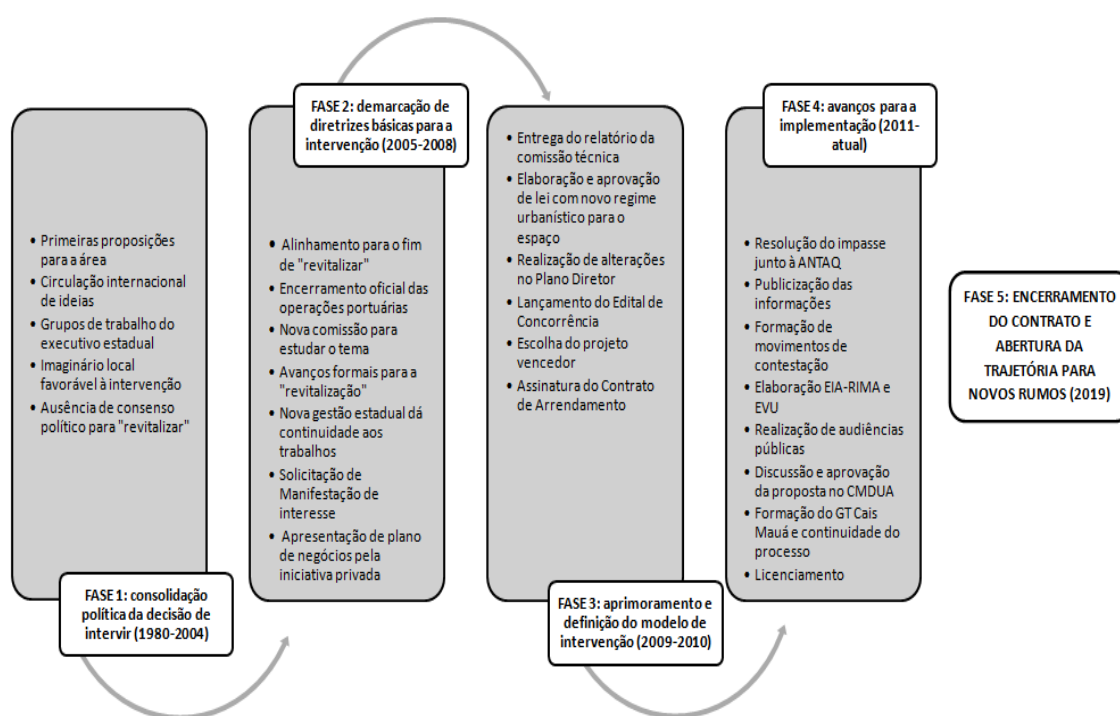 • Primeiras proposições
para a área
• Circulação internacional
de ideias
• Grupos de trabalho do
executivo estadual
• Imaginário local
favorável à intervenção
• Ausência de consenso
político para "revitalizar"
FASE 1: consolidação
política da decisão de
intervir (1980-2004)
FASE 2: demarcação de
diretrizes básicas para a
intervenção (2005-2008)
• Alinhamento para o fim
de "revitalizar"
• Encerramento oficial das
operações portuárias
• Nova comissão para
estudar o tema
• Avanços formais para a
"revitalização"
• Nova gestão estadual dá
continuidade aos
trabalhos
• Solicitação de
Manifestação de
interesse
• Apresentação de plano
de negócios pela
iniciativa privada
• Entrega do relatório da
comissão técnica
• Elaboração e aprovação
de lei com novo regime
urbanístico para o
espaço
• Realização de alterações
no Plano Diretor
• Lançamento do Edital de
Concorrência
• Escolha do projeto
vencedor
• Assinatura do Contrato
de Arrendamento
FASE 3: aprimoramento e
definição do modelo de
intervenção (2009-2010)
FASE 4: avanços para a
implementação (2011-
atual)
• Resolução do impasse
junto à ANTAQ
• Publicização das
informações
• Formação de
movimentos de
contestação
• Elaboração EIA-RIMA e
EVU
• Realização de audiências
públicas
• Discussão e aprovação
da proposta no CMDUA
• Formação do GT Cais
Mauá e continuidade do
processo
• Licenciamento
FASE 5: ENCERRAMENTO
DO CONTRATO E
ABERTURA DA
TRAJETÓRIA PARA
NOVOS RUMOS (2019)